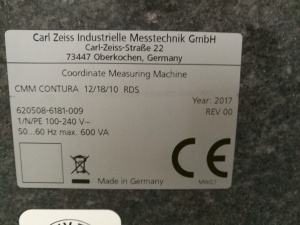 Carl Zeiss Industrielle Messtechnik GmbH
Carl-Zeiss-Straße 22
73447 Oberkochen, Germany
Coordinate Measuring Machine
CMM CONTURA 12/18/10 RDS
Year: 2017
620508-6181-009
REV 00
1/N/PE 100-240 V~
50...60 Hz max. 600 VA
CE
Made in Germany